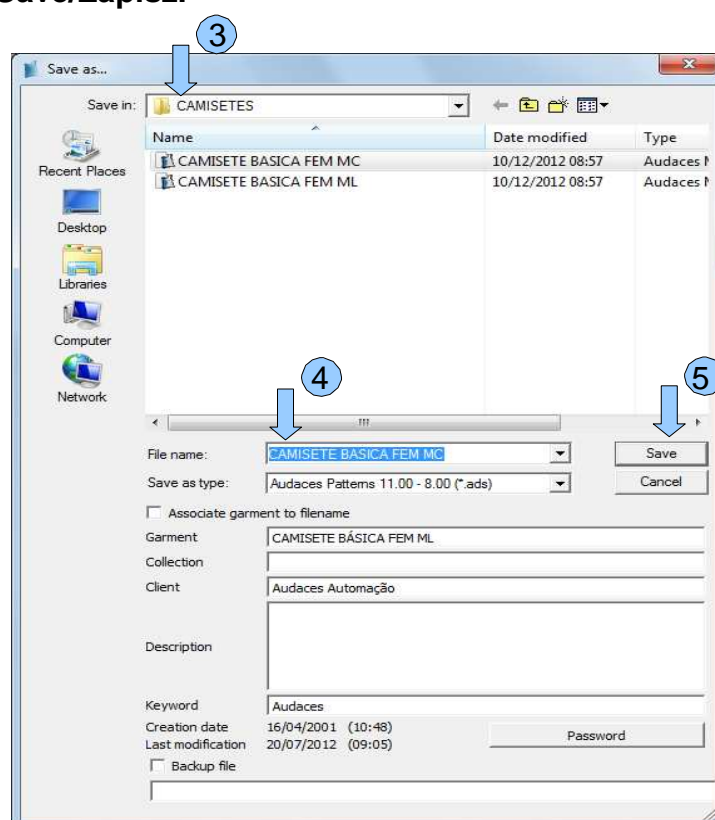 Save/Zapisz.
3
Save as...
Save in: CAMISETES
Name Date modified Type
CAMISETE BASICA FEM MC 10/12/2012 08:57 Audaces
CAMISETE BASICA FEM ML 10/12/2012 08:57 Audaces
Recent Places
Desktop
Libraries
Computer
Network
4
5
File name: CAMISETE BASICA FEM MC Save
Save as type: Audaces Patterns 11.00 - 8.00 (*.ads) Cancel
Associate garment to filename
Garment CAMISETE BÁSICA FEM ML
Collection
Client Audaces Automação
Description
Keyword Audaces
Creation date 16/04/2001 (10:48)
Last modification 20/07/2012 (09:05)
Password
Backup file